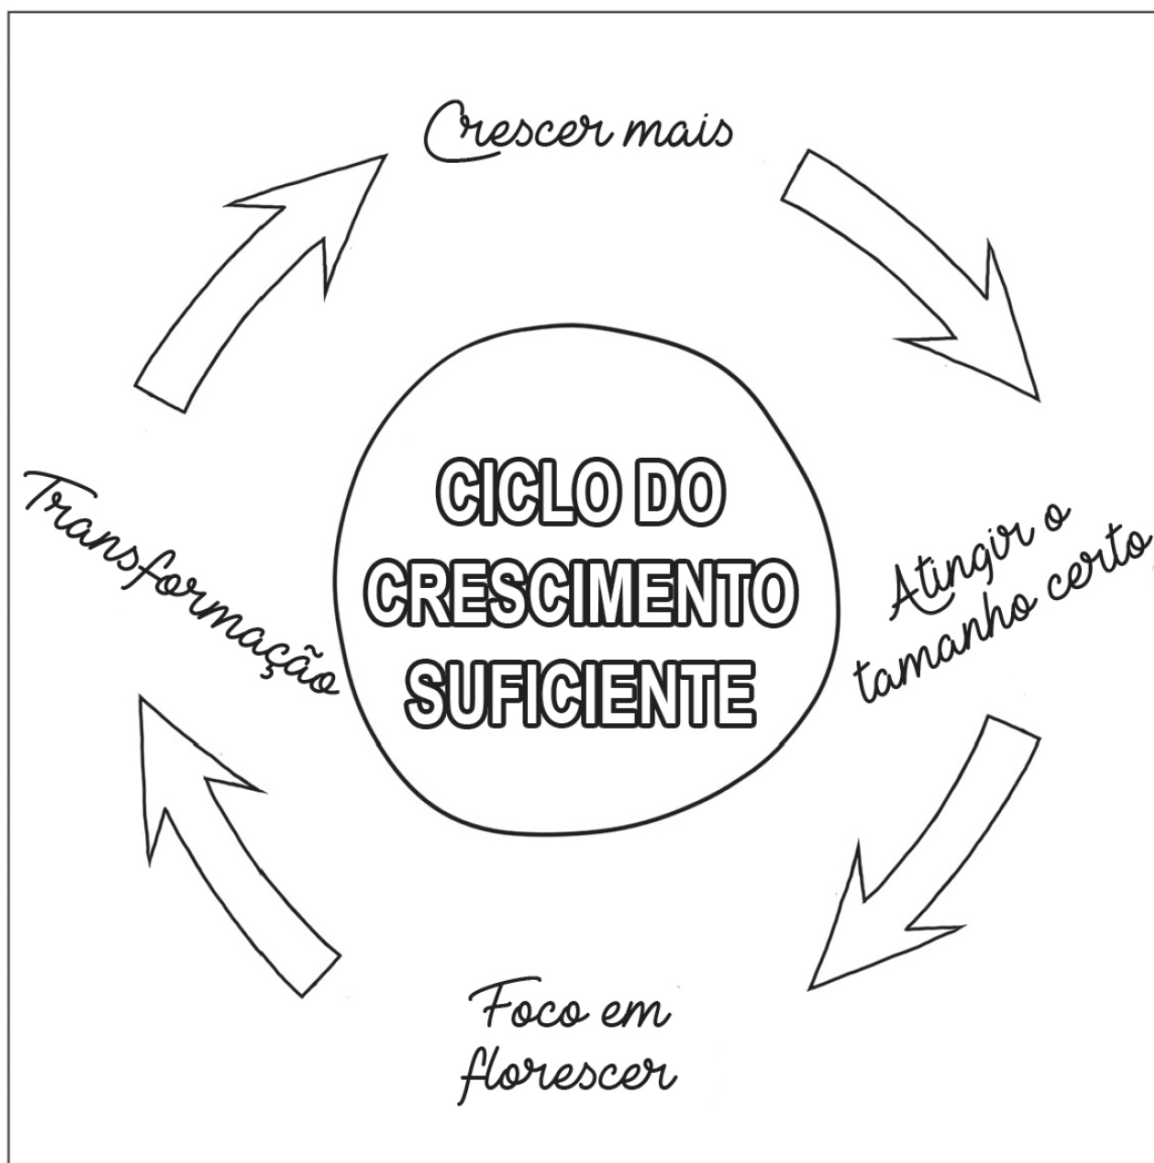 Crescer mais
Transformação
CICLO DO
CRESCIMENTO
SUFICIENTE
Atingir o
tamanho certo
Foco em
florescer